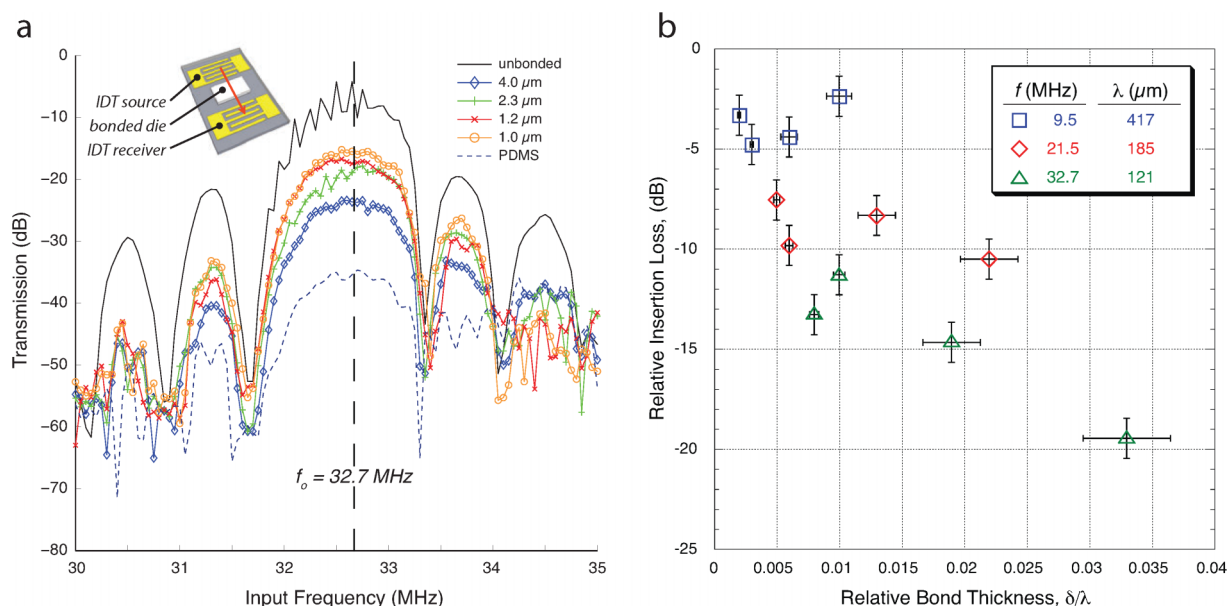 a
0
−10
−20
−30
−40
−50
−60
−70
−80
Transmission (dB)
30
31
32
33
34
35
Input Frequency (MHz)
IDT source
bonded die
IDT receiver
unbonded
4.0 µm
2.3 µm
1.2 µm
1.0 µm
PDMS
fo = 32.7 MHz
b
0
-5
-10
-15
-20
-25
Relative Insertion Loss, (dB)
0
0.005
0.01
0.015
0.02
0.025
0.03
0.035
0.04
Relative Bond Thickness, δ/λ
f (MHz) λ (µm)
9.5 417
21.5 185
32.7 121